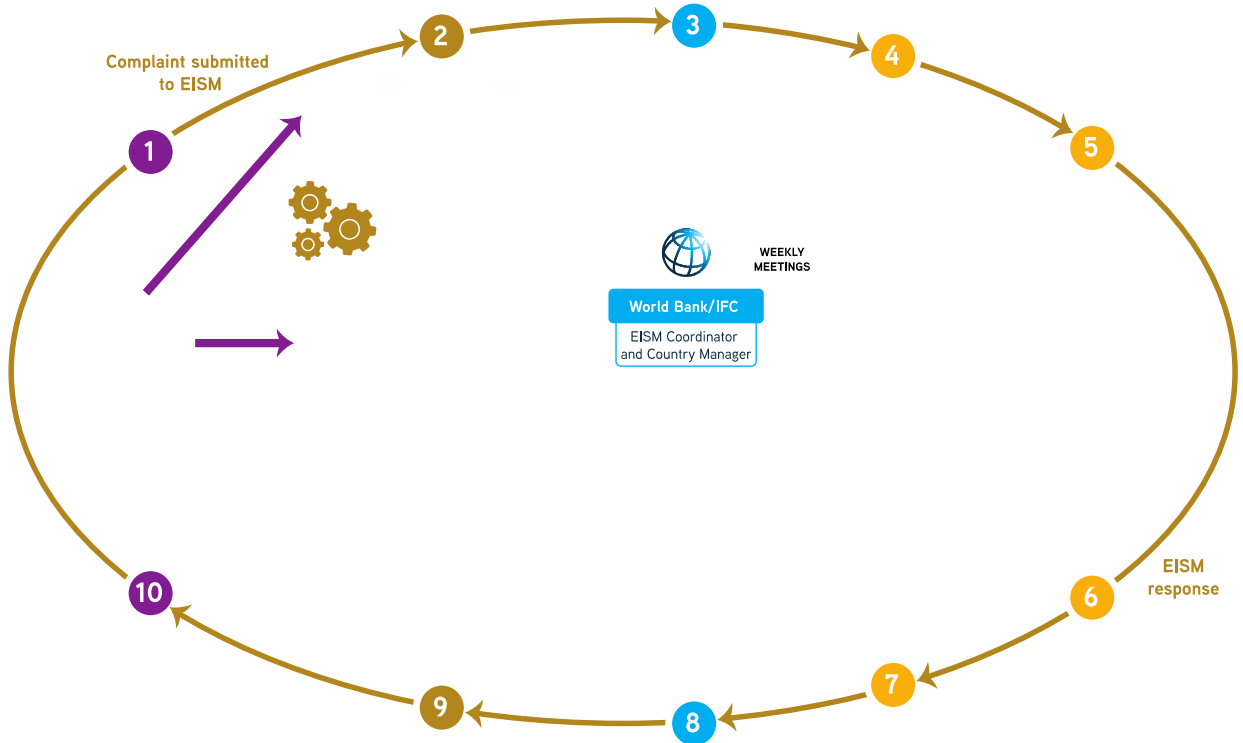 2
3
4
Complaint submitted
to EISM
1
5
WEEKLY
MEETINGS
World Bank/IFC
EISM Coordinator
and Country Manager
10
6
EISM
response
7
9
8